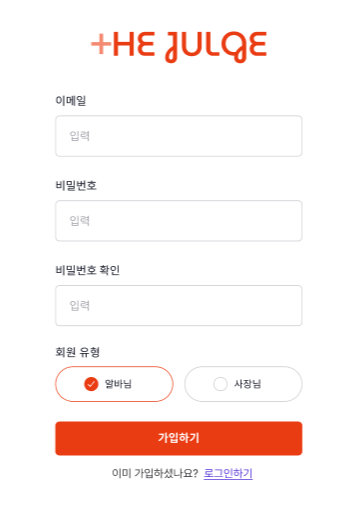 +HE JULGE
이메일
입력
비밀번호
입력
비밀번호 확인
입력
회원 유형
알바님 사장님
가입하기
이미 가입하셨나요? 로그인하기